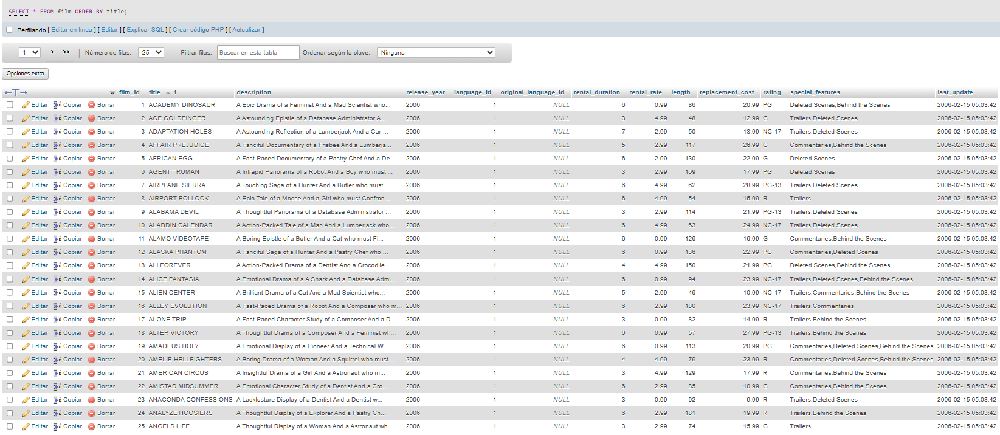 SELECT * FROM film ORDER BY title;
Perfilando [ Editar en línea ] [ Editar ] [ Explicar SQL ] [ Crear código PHP ] [ Actualizar ]
1 > >> Número de filas: 25 Filtrar filas: Buscar en esta tabla Ordenar según la clave: Ninguna
Opciones extra
←T→ film_id title 1 description release_year language_id original_language_id rental_duration rental_rate length replacement_cost rating special_features last_update
Editar Copiar Borrar 1 ACADEMY DINOSAUR A Epic Drama of a Feminist And a Mad Scientist who... 2006 1 NULL 6 0.99 86 20.99 PG Deleted Scenes,Behind the Scenes 2006-02-15 05:03:42
Editar Copiar Borrar 2 ACE GOLDFINGER A Astounding Epistle of a Database Administrator A... 2006 1 NULL 3 4.99 48 12.99 G Trailers,Deleted Scenes 2006-02-15 05:03:42
Editar Copiar Borrar 3 ADAPTATION HOLES A Astounding Reflection of a Lumberjack And a Car ... 2006 1 NULL 7 2.99 50 18.99 NC-17 Trailers,Deleted Scenes 2006-02-15 05:03:42
Editar Copiar Borrar 4 AFFAIR PREJUDICE A Fanciful Documentary of a Frisbee And a Lumberja... 2006 1 NULL 5 2.99 117 26.99 G Commentaries,Behind the Scenes 2006-02-15 05:03:42
Editar Copiar Borrar 5 AFRICAN EGG A Fast-Paced Documentary of a Pastry Chef And a De... 2006 1 NULL 6 2.99 130 22.99 G Deleted Scenes 2006-02-15 05:03:42
Editar Copiar Borrar 6 AGENT TRUMAN A Intrepid Panorama of a Robot And a Boy who must ... 2006 1 NULL 3 2.99 169 17.99 PG Deleted Scenes 2006-02-15 05:03:42
Editar Copiar Borrar 7 AIRPLANE SIERRA A Touching Saga of a Hunter And a Butler who must ... 2006 1 NULL 6 4.99 62 28.99 PG-13 Trailers,Deleted Scenes 2006-02-15 05:03:42
Editar Copiar Borrar 8 AIRPORT POLLOCK A Epic Tale of a Moose And a Girl who must Confron... 2006 1 NULL 6 4.99 54 15.99 R Trailers 2006-02-15 05:03:42
Editar Copiar Borrar 9 ALABAMA DEVIL A Thoughtful Panorama of a Database Administrator ... 2006 1 NULL 3 2.99 114 21.99 PG-13 Trailers,Deleted Scenes 2006-02-15 05:03:42
Editar Copiar Borrar 10 ALADDIN CALENDAR A Action-Packed Tale of a Man And a Lumberjack who... 2006 1 NULL 6 4.99 63 24.99 NC-17 Trailers,Deleted Scenes 2006-02-15 05:03:42
Editar Copiar Borrar 11 ALAMO VIDEOTAPE A Boring Epistle of a Butler And a Cat who must Fi... 2006 1 NULL 6 0.99 126 16.99 G Commentaries,Behind the Scenes 2006-02-15 05:03:42
Editar Copiar Borrar 12 ALASKA PHANTOM A Fanciful Saga of a Hunter And a Pastry Chef who ... 2006 1 NULL 6 0.99 136 22.99 PG Commentaries,Deleted Scenes 2006-02-15 05:03:42
Editar Copiar Borrar 13 ALI FOREVER A Action-Packed Drama of a Dentist And a Crocodile... 2006 1 NULL 4 4.99 150 21.99 PG Deleted Scenes,Behind the Scenes 2006-02-15 05:03:42
Editar Copiar Borrar 14 ALICE FANTASIA A Emotional Drama of a A Shark And a Database Admi... 2006 1 NULL 6 0.99 94 23.99 NC-17 Trailers,Deleted Scenes,Behind the Scenes 2006-02-15 05:03:42
Editar Copiar Borrar 15 ALIEN CENTER A Brilliant Drama of a Cat And a Mad Scientist who... 2006 1 NULL 5 2.99 46 10.99 NC-17 Trailers,Commentaries,Behind the Scenes 2006-02-15 05:03:42
Editar Copiar Borrar 16 ALLEY EVOLUTION A Fast-Paced Drama of a Robot And a Composer who m... 2006 1 NULL 6 2.99 180 23.99 NC-17 Trailers,Commentaries 2006-02-15 05:03:42
Editar Copiar Borrar 17 ALONE TRIP A Fast-Paced Character Study of a Composer And a D... 2006 1 NULL 3 0.99 82 14.99 R Trailers,Behind the Scenes 2006-02-15 05:03:42
Editar Copiar Borrar 18 ALTER VICTORY A Thoughtful Drama of a Composer And a Feminist wh... 2006 1 NULL 6 0.99 57 27.99 PG-13 Trailers,Behind the Scenes 2006-02-15 05:03:42
Editar Copiar Borrar 19 AMADEUS HOLY A Emotional Display of a Pioneer And a Technical W... 2006 1 NULL 6 0.99 113 20.99 PG Commentaries,Deleted Scenes,Behind the Scenes 2006-02-15 05:03:42
Editar Copiar Borrar 20 AMELIE HELLFIGHTERS A Boring Drama of a Woman And a Squirrel who must ... 2006 1 NULL 4 4.99 79 23.99 R Commentaries,Deleted Scenes,Behind the Scenes 2006-02-15 05:03:42
Editar Copiar Borrar 21 AMERICAN CIRCUS A Insightful Drama of a Girl And a Astronaut who m... 2006 1 NULL 3 4.99 129 17.99 R Commentaries,Behind the Scenes 2006-02-15 05:03:42
Editar Copiar Borrar 22 AMISTAD MIDSUMMER A Emotional Character Study of a Dentist And a Cro... 2006 1 NULL 6 2.99 85 10.99 G Commentaries,Behind the Scenes 2006-02-15 05:03:42
Editar Copiar Borrar 23 ANACONDA CONFESSIONS A Lacklusture Display of a Dentist And a Dentist w... 2006 1 NULL 3 0.99 92 9.99 R Trailers,Deleted Scenes 2006-02-15 05:03:42
Editar Copiar Borrar 24 ANALYZE HOOSIERS A Thoughtful Display of a Explorer And a Pastry Ch... 2006 1 NULL 6 2.99 181 19.99 R Trailers,Behind the Scenes 2006-02-15 05:03:42
Editar Copiar Borrar 25 ANGELS LIFE A Thoughtful Display of a Woman And a Astronaut wh... 2006 1 NULL 3 2.99 74 15.99 G Trailers 2006-02-15 05:03:42